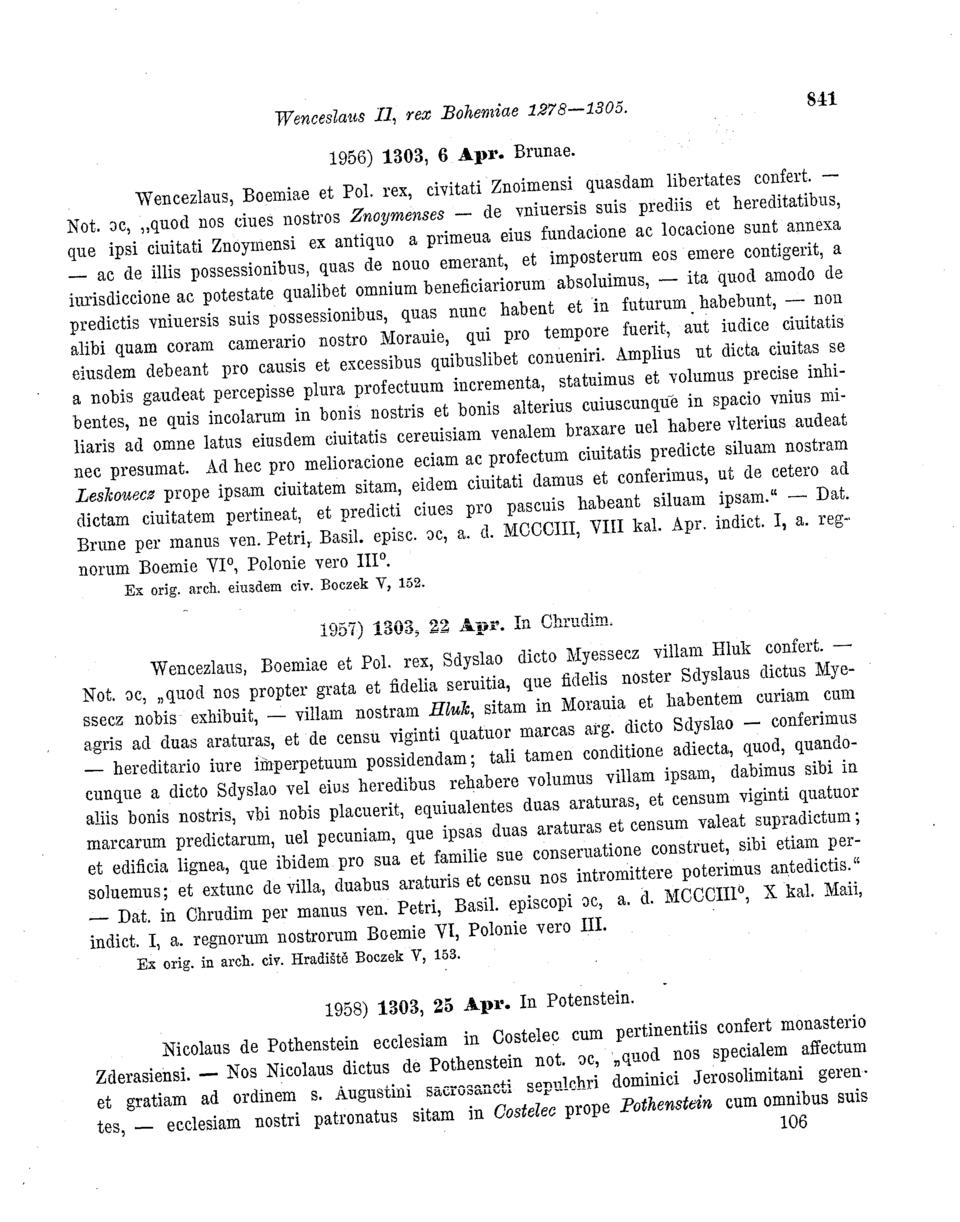 Wenceslaus II, rex Bohemiae 1278—1305.
841
1956) 1303, 6 Apr. Brunae.
Wencezlaus, Boemiae et Pol. rex, civitati Znoimensi quasdam libertates confert. —
Not. ɔc, „quod nos ciues nostros Znoymenses — de vniuersis suis prediis et hereditatibus,
que ipsi ciuitati Znoymensi ex antiquo a primeua eius fundacione ac locacione sunt annexa
— ac de illis possessionibus, quas de nouo emerant, et imposterum eos emere contigerit, a
iurisdiccione ac potestate qualibet omnium beneficiariorum absoluimus, — ita quod amodo de
predictis vniuersis suis possessionibus, quas nunc habent et in futurum habebunt, — non
alibi quam coram camerario nostro Morauie, qui pro tempore fuerit, aut iudice ciuitatis
eiusdem debeant pro causis et excessibus quibuslibet conueniri. Amplius ut dicta ciuitas se
a nobis gaudeat percepisse plura profectuum incrementa, statuimus et volumus precise inhi-
bentes, ne quis incolarum in bonis nostris et bonis alterius cuiuscunque in spacio vnius mi-
liaris ad omne latus eiusdem ciuitatis cereuisiam venalem braxare uel habere vlterius audeat
nec presumat. Ad hec pro melioracione eciam ac profectum ciuitatis predicte siluam nostram
Leskouecz prope ipsam ciuitatem sitam, eidem ciuitati damus et conferimus, ut de cetero ad
dictam ciuitatem pertineat, et predicti ciues pro pascuis habeant siluam ipsam.“ — Dat.
Brune per manus ven. Petri, Basil. episc. ɔc, a. d. MCCCIII, VIII kal. Apr. indict. I, a. reg-
norum Boemie VIº, Polonie vero IIIº.
Ex orig. arch. eiusdem civ. Boczek V, 152.
1957) 1303, 22 Apr. In Chrudim.
Wencezlaus, Boemiae et Pol. rex, Sdyslao dicto Myessecz villam Hluk confert. —
Not. ɔc, „quod nos propter grata et fidelia seruitia, que fidelis noster Sdyslaus dictus Mye-
ssecz nobis exhibuit, — villam nostram Hluk, sitam in Morauia et habentem curiam cum
agris ad duas araturas, et de censu viginti quatuor marcas arg. dicto Sdyslao — conferimus
— hereditario iure imperpetuum possidendam; tali tamen conditione adiecta, quod, quando-
cunque a dicto Sdyslao vel eius heredibus rehabere volumus villam ipsam, dabimus sibi in
aliis bonis nostris, vbi nobis placuerit, equiualentes duas araturas, et censum viginti quatuor
marcarum predictarum, uel pecuniam, que ipsas duas araturas et censum valeat supradictum;
et edificia lignea, que ibidem pro sua et familie sue conseruatione construet, sibi etiam per-
soluemus; et extunc de villa, duabus araturis et censu nos intromittere poterimus antedictis.“
— Dat. in Chrudim per manus ven. Petri, Basil. episcopi ɔc, a. d. MCCCIIIº, X kal. Maii,
indict. I, a. regnorum nostrorum Boemie VI, Polonie vero III.
Ex orig. in arch. civ. Hradiště Boczek V, 153.
1958) 1303, 25 Apr. In Potenstein.
Nicolaus de Pothenstein ecclesiam in Costelec cum pertinentiis confert monasterio
Zderasiensi. — Nos Nicolaus dictus de Pothenstein not. ɔc, „quod nos specialem affectum
et gratiam ad ordinem s. Augustini sacrosancti sepulchri dominici Jerosolimitani geren-
tes, — ecclesiam nostri patronatus sitam in Costelec prope Pothenstein cum omnibus suis
106